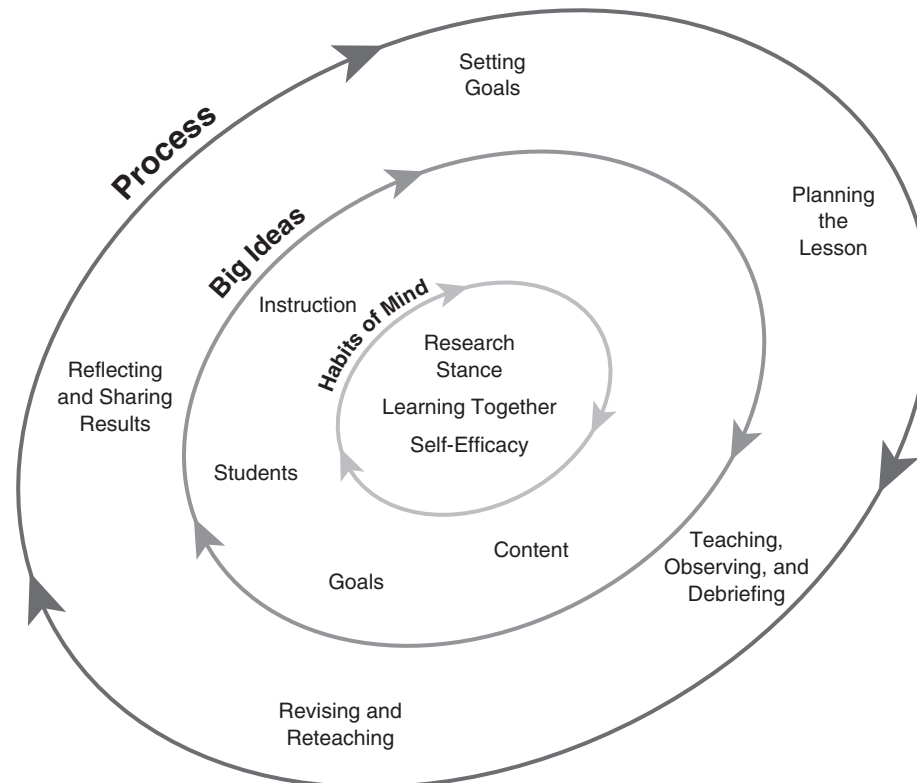 Process
Setting
Goals
Planning
the
Lesson
Teaching,
Observing, and
Debriefing
Revising and
Reteaching
Reflecting
and Sharing
Results
Big Ideas
Instruction
Content
Goals
Students
Habits of Mind
Research
Stance
Learning Together
Self-Efficacy